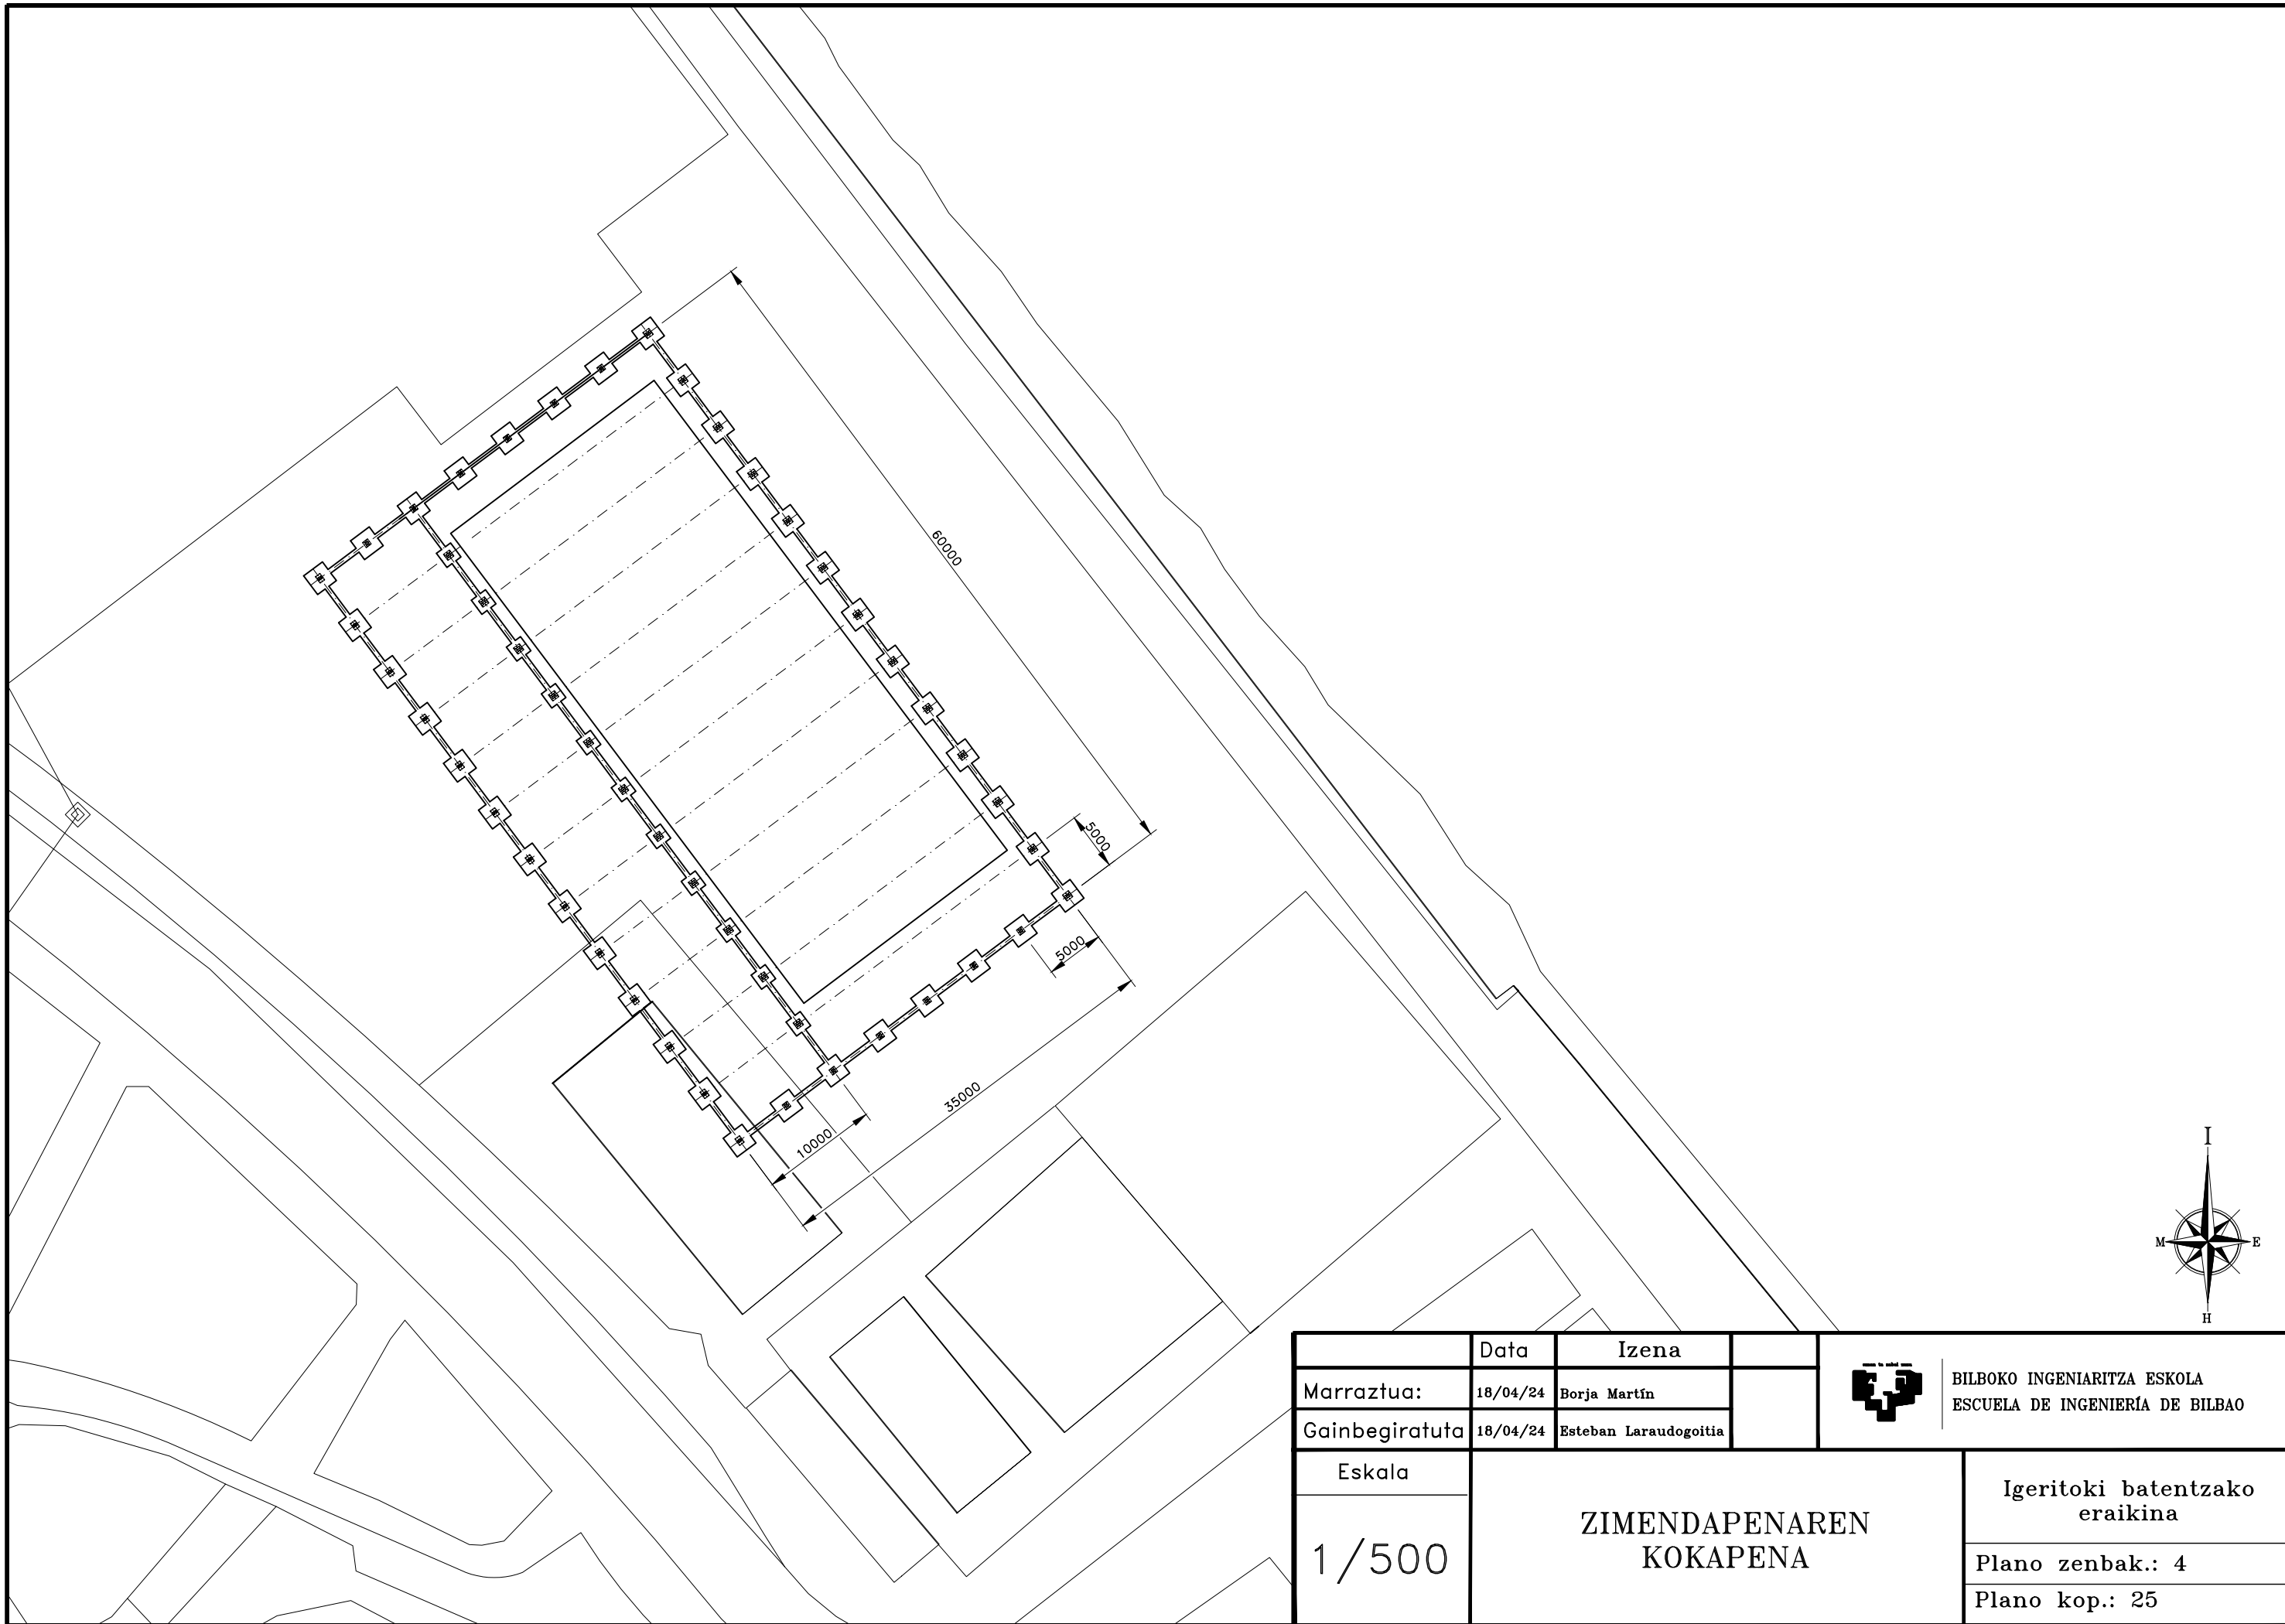 60000
5000
5000
35000
10000
I
M
E
H
Data
Izena
Marraztua:
18/04/24
Borja Martín
Gainbegiratuta
18/04/24
Esteban Laraudogoitia
BILBOKO INGENIARITZA ESKOLA
ESCUELA DE INGENIERÍA DE BILBAO
Eskala
1/500
ZIMENDAPENAREN
KOKAPENA
Igeritoki batentzako
eraikina
Plano zenbak.: 4
Plano kop.: 25